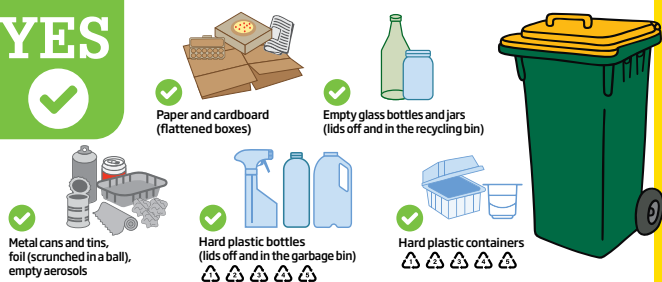 YES
Paper and cardboard
(flattened boxes)
Empty glass bottles and jars
(lids off and in the recycling bin)
Metal cans and tins,
foil (scrunched in a ball),
empty aerosols
Hard plastic bottles
(lids off and in the garbage bin)
1 2 3 4 5
Hard plastic containers
1 2 3 4 5